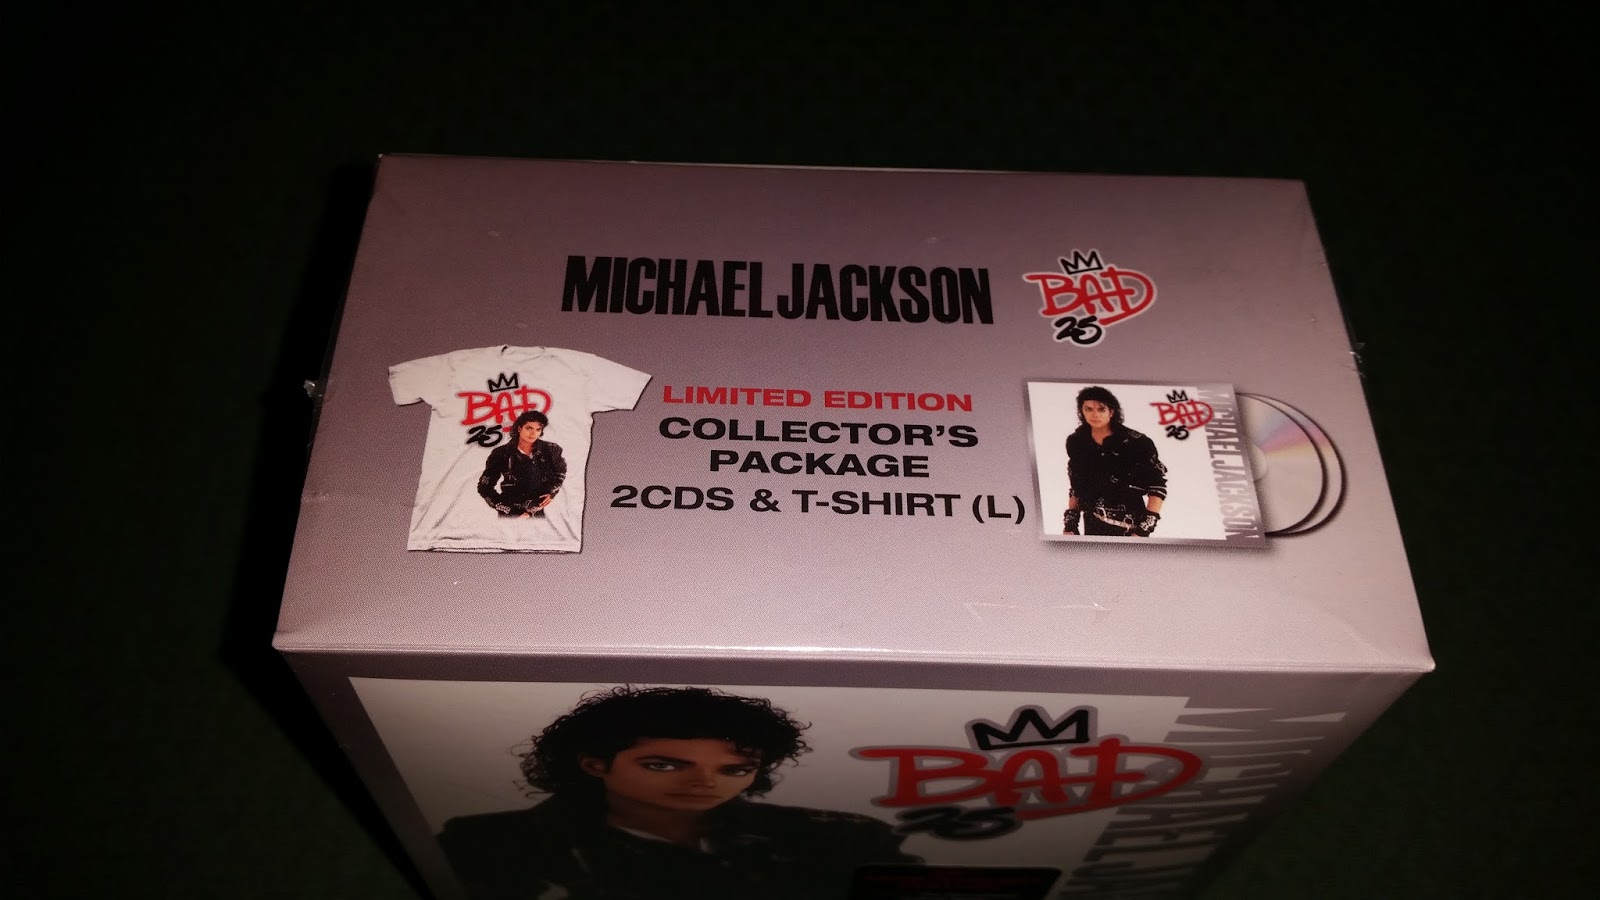 MICHAEL JACKSON
BAD
25
BAD
25
LIMITED EDITION
COLLECTOR'S
PACKAGE
2CDS & T-SHIRT (L)
BAD
25
MICHAEL JACKSON
BAD
25